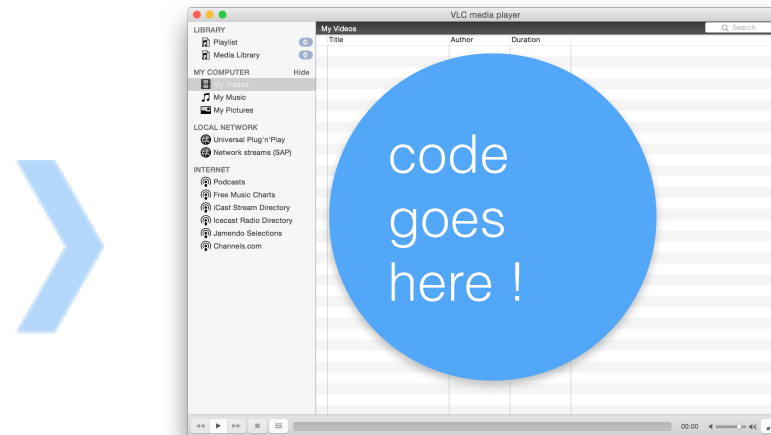 VLC media player
LIBRARY
My Videos
Search
Playlist 0
Title Author Duration
Media Library 0
MY COMPUTER Hide
My Videos
My Music
My Pictures
LOCAL NETWORK
Universal Plug'n'Play
Network streams (SAP)
INTERNET
Podcasts
Free Music Charts
iCast Stream Directory
Icecast Radio Directory
Jamendo Selections
Channels.com
code
goes
here !
00:00